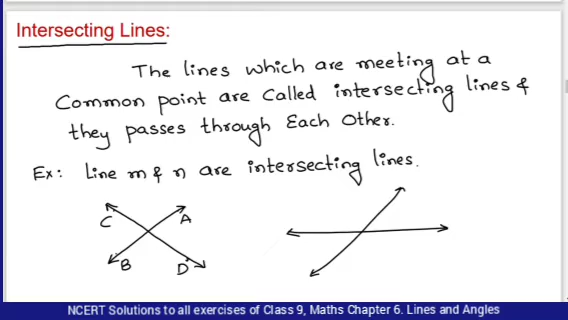 Intersecting Lines:
The lines which are meeting at a
Common point are called intersecting lines &
they passes through Each Other.
Ex: Line m & n are intersecting lines.
C A
B D
NCERT Solutions to all exercises of Class 9, Maths Chapter 6. Lines and Angles